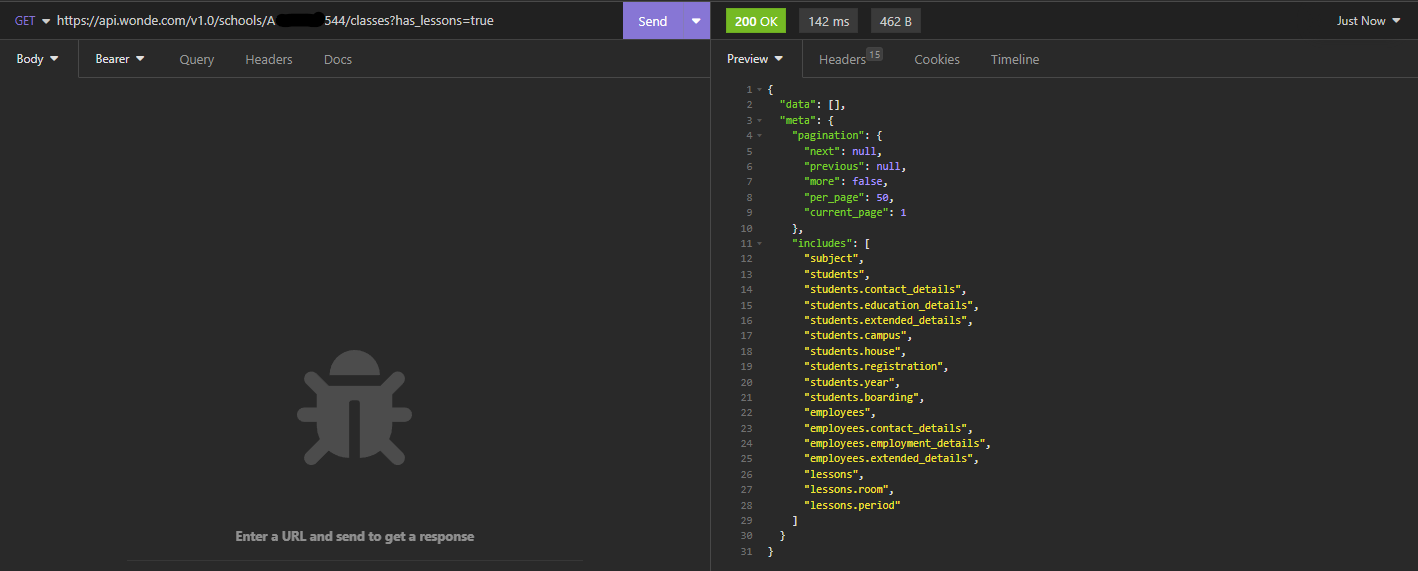 GET https://api.wonde.com/v1.0/schools/A 544/classes?has_lessons=true Send 200 OK 142 ms 462 B Just Now
Body Bearer Query Headers Docs Preview Headers 15 Cookies Timeline
1 {
2 "data": [],
3 "meta": {
4 "pagination": {
5 "next": null,
6 "previous": null,
7 "more": false,
8 "per_page": 50,
9 "current_page": 1
10 },
11 "includes": [
12 "subject",
13 "students",
14 "students.contact_details",
15 "students.education_details",
16 "students.extended_details",
17 "students.campus",
18 "students.house",
19 "students.registration",
20 "students.year",
21 "students.boarding",
22 "employees",
23 "employees.contact_details",
24 "employees.employment_details",
25 "employees.extended_details",
26 "lessons",
27 "lessons.room",
28 "lessons.period"
29 ]
30 }
31 }
Enter a URL and send to get a response